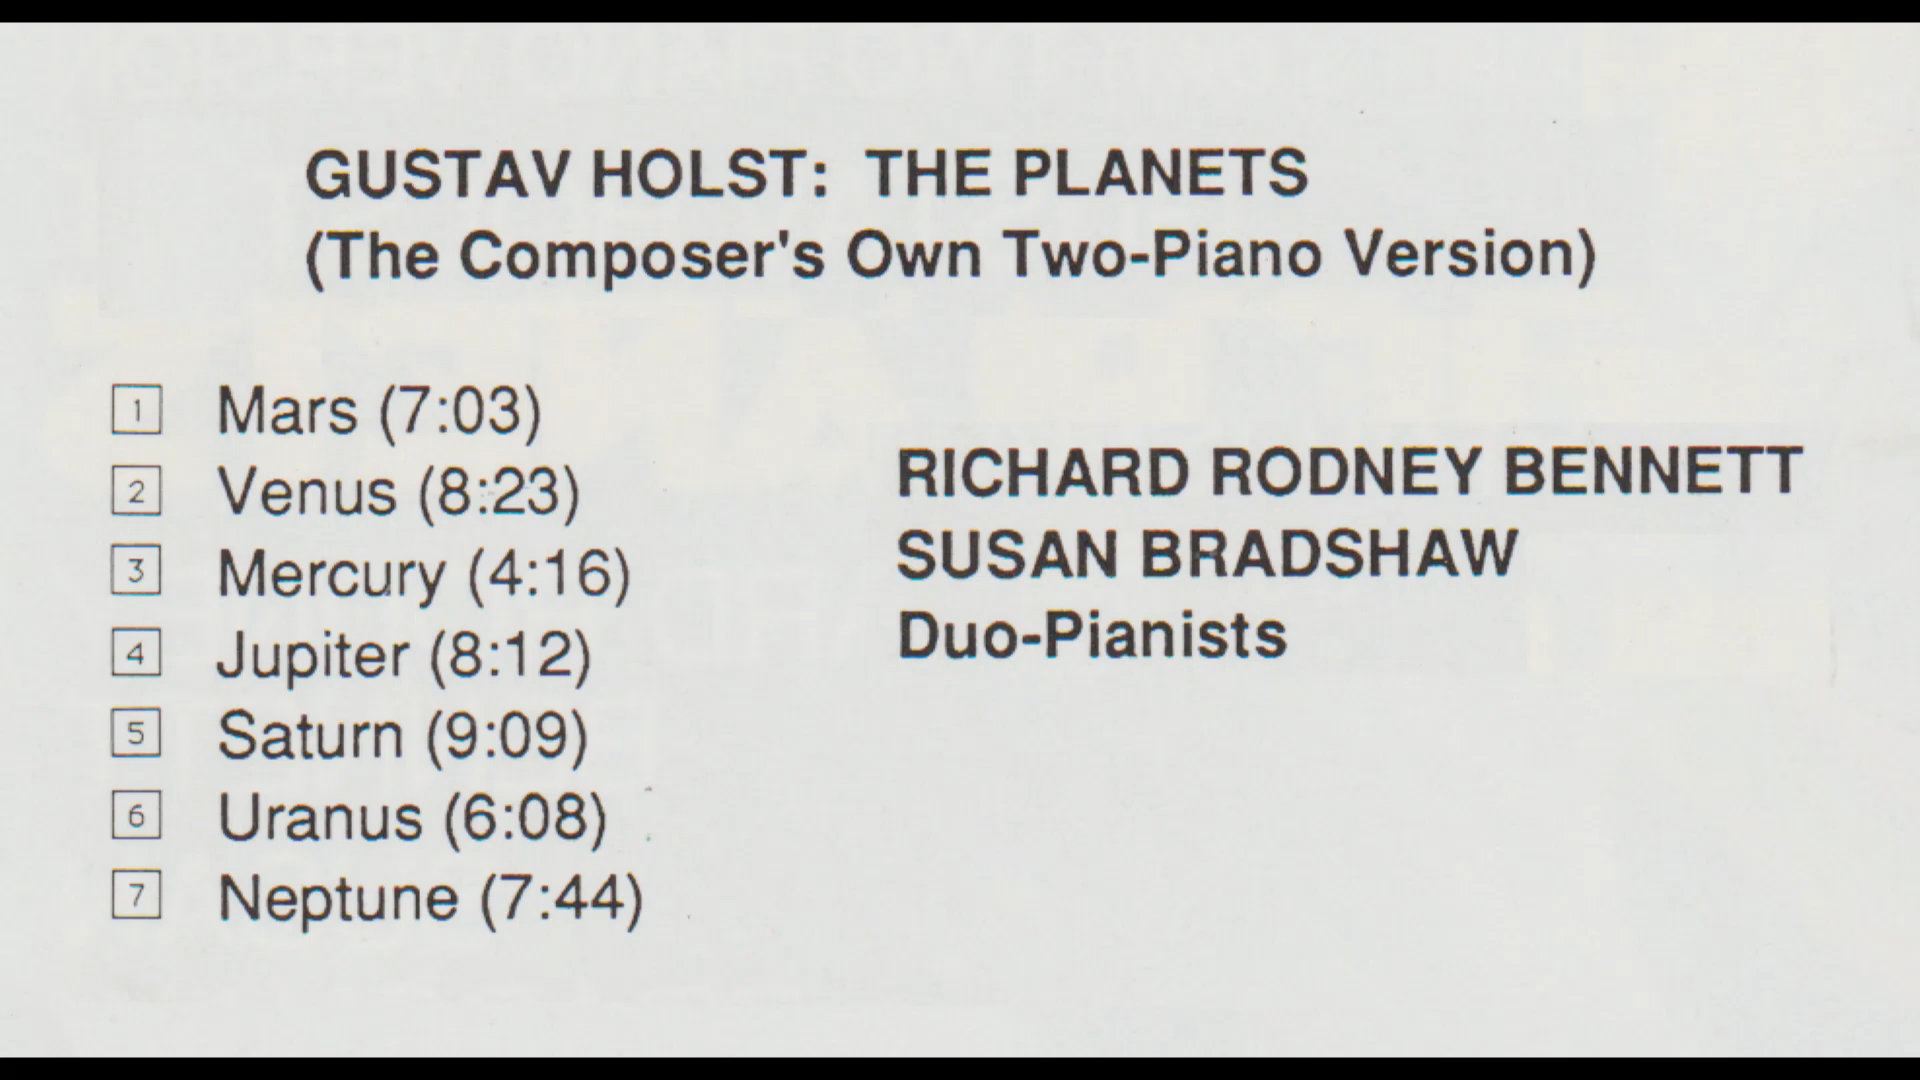 GUSTAV HOLST: THE PLANETS
(The Composer's Own Two-Piano Version)
1 Mars (7:03)
2 Venus (8:23)
3 Mercury (4:16)
4 Jupiter (8:12)
5 Saturn (9:09)
6 Uranus (6:08)
7 Neptune (7:44)
RICHARD RODNEY BENNETT
SUSAN BRADSHAW
Duo-Pianists